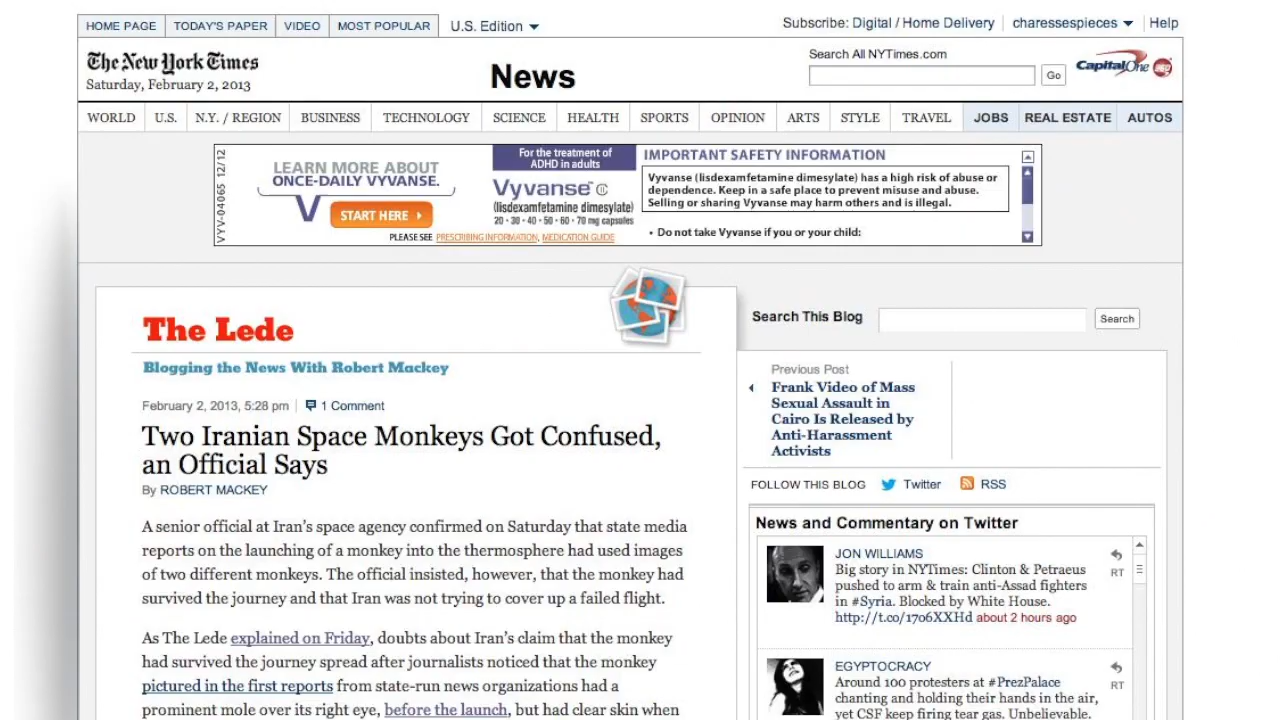 HOME PAGE TODAY'S PAPER VIDEO MOST POPULAR U.S. Edition
Subscribe: Digital / Home Delivery charessespieces Help
The New York Times
Saturday, February 2, 2013
News
Search All NYTimes.com
Go
CapitalOne
WORLD U.S. N.Y. / REGION BUSINESS TECHNOLOGY SCIENCE HEALTH SPORTS OPINION ARTS STYLE TRAVEL JOBS REAL ESTATE AUTOS
VYV-04065 12/12
LEARN MORE ABOUT
ONCE-DAILY VYVANSE.
START HERE
For the treatment of
ADHD in adults
Vyvanse
(lisdexamfetamine dimesylate)
20 • 30 • 40 • 50 • 60 • 70 mg capsules
PLEASE SEE PRESCRIBING INFORMATION, MEDICATION GUIDE
IMPORTANT SAFETY INFORMATION
Vyvanse (lisdexamfetamine dimesylate) has a high risk of abuse or
dependence. Keep in a safe place to prevent misuse and abuse.
Selling or sharing Vyvanse may harm others and is illegal.
• Do not take Vyvanse if you or your child:
The Lede
Blogging the News With Robert Mackey
February 2, 2013, 5:28 pm 1 Comment
Two Iranian Space Monkeys Got Confused,
an Official Says
By ROBERT MACKEY
A senior official at Iran's space agency confirmed on Saturday that state media
reports on the launching of a monkey into the thermosphere had used images
of two different monkeys. The official insisted, however, that the monkey had
survived the journey and that Iran was not trying to cover up a failed flight.
As The Lede explained on Friday, doubts about Iran's claim that the monkey
had survived the journey spread after journalists noticed that the monkey
pictured in the first reports from state-run news organizations had a
prominent mole over its right eye, before the launch, but had clear skin when
Search This Blog
Search
Previous Post
Frank Video of Mass
Sexual Assault in
Cairo Is Released by
Anti-Harassment
Activists
FOLLOW THIS BLOG Twitter RSS
News and Commentary on Twitter
JON WILLIAMS
Big story in NYTimes: Clinton & Petraeus
pushed to arm & train anti-Assad fighters
in #Syria. Blocked by White House.
http://t.co/17o6XXHd about 2 hours ago
RT
EGYPTOCRACY
Around 100 protesters at #PrezPalace
chanting and holding their hands in the air,
yet CSF keep firing tear gas. Unbelievable.
RT